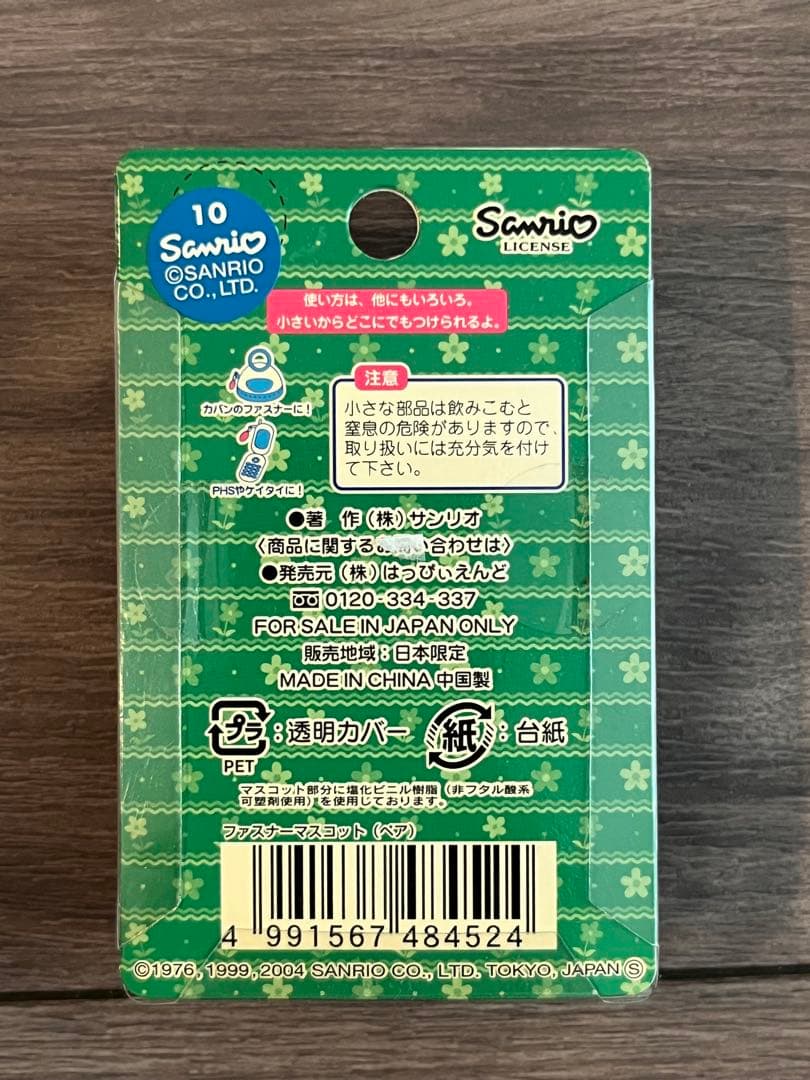 10
Sanrio
©SANRIO
CO.,LTD.
Sanrio
LICENSE
使い方は、他にもいろいろ。
小さいからどこにでもつけられるよ。
カバンのファスナーに!
PHSやケイタイに!
注意
小さな部品は飲みこむと
窒息の危険がありますので、
取り扱いには充分気を付け
て下さい。
●著 作(株)サンリオ
〈商品に関するお い合わせは〉
●発売元(株)はっぴぃえんど
0120-334-337
FOR SALE IN JAPAN ONLY
販売地域:日本限定
MADE IN CHINA 中国製
プラ:透明カバー
PET
紙:台紙
マスコット部分に塩化ビニル樹脂(非フタル酸系
可塑剤使用)を使用しております。
ファスナーマスコット(ペア)
4 991567 484524
©1976, 1999, 2004 SANRIO CO., LTD. TOKYO, JAPAN Ⓢ